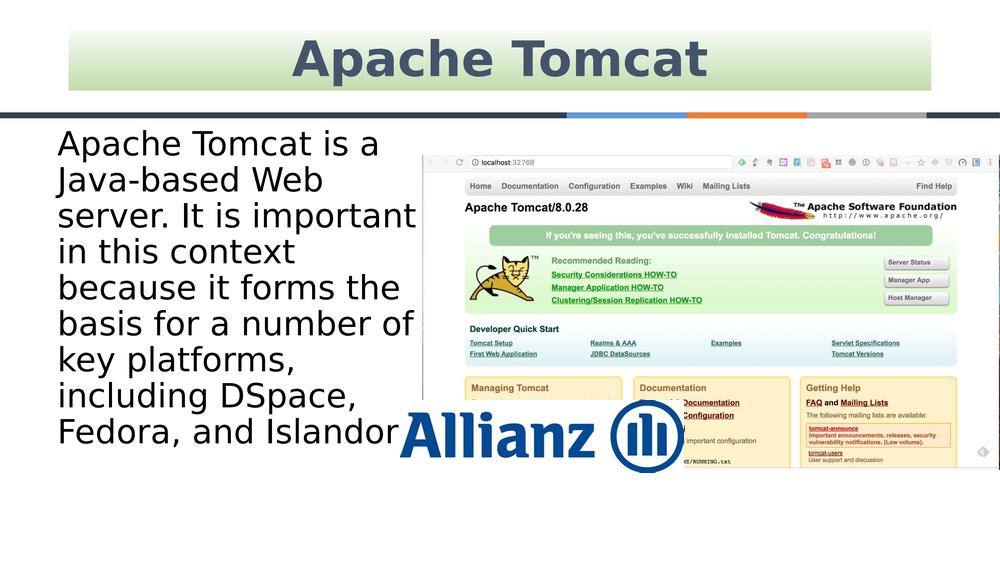 Apache Tomcat
Apache Tomcat is a
Java-based Web
server. It is important
in this context
because it forms the
basis for a number of
key platforms,
including DSpace,
Fedora, and Islandor
localhost:32768
Home Documentation Configuration Examples Wiki Mailing Lists Find Help
Apache Tomcat/8.0.28
The Apache Software Foundation
http://www.apache.org/
If you're seeing this, you've successfully installed Tomcat. Congratulations!
TM
Recommended Reading:
Security Considerations HOW-TO
Manager Application HOW-TO
Clustering/Session Replication HOW-TO
Server Status
Manager App
Host Manager
Developer Quick Start
Tomcat Setup
First Web Application
Realms & AAA
JDBC DataSources
Examples
Servlet Specifications
Tomcat Versions
Managing Tomcat
Documentation
Documentation
Configuration
important configuration
/RUNNING.txt
Getting Help
FAQ and Mailing Lists
The following mailing lists are available:
tomcat-announce
Important announcements, releases, security
vulnerability notifications. (Low volume).
tomcat-users
User support and discussion
Allianz